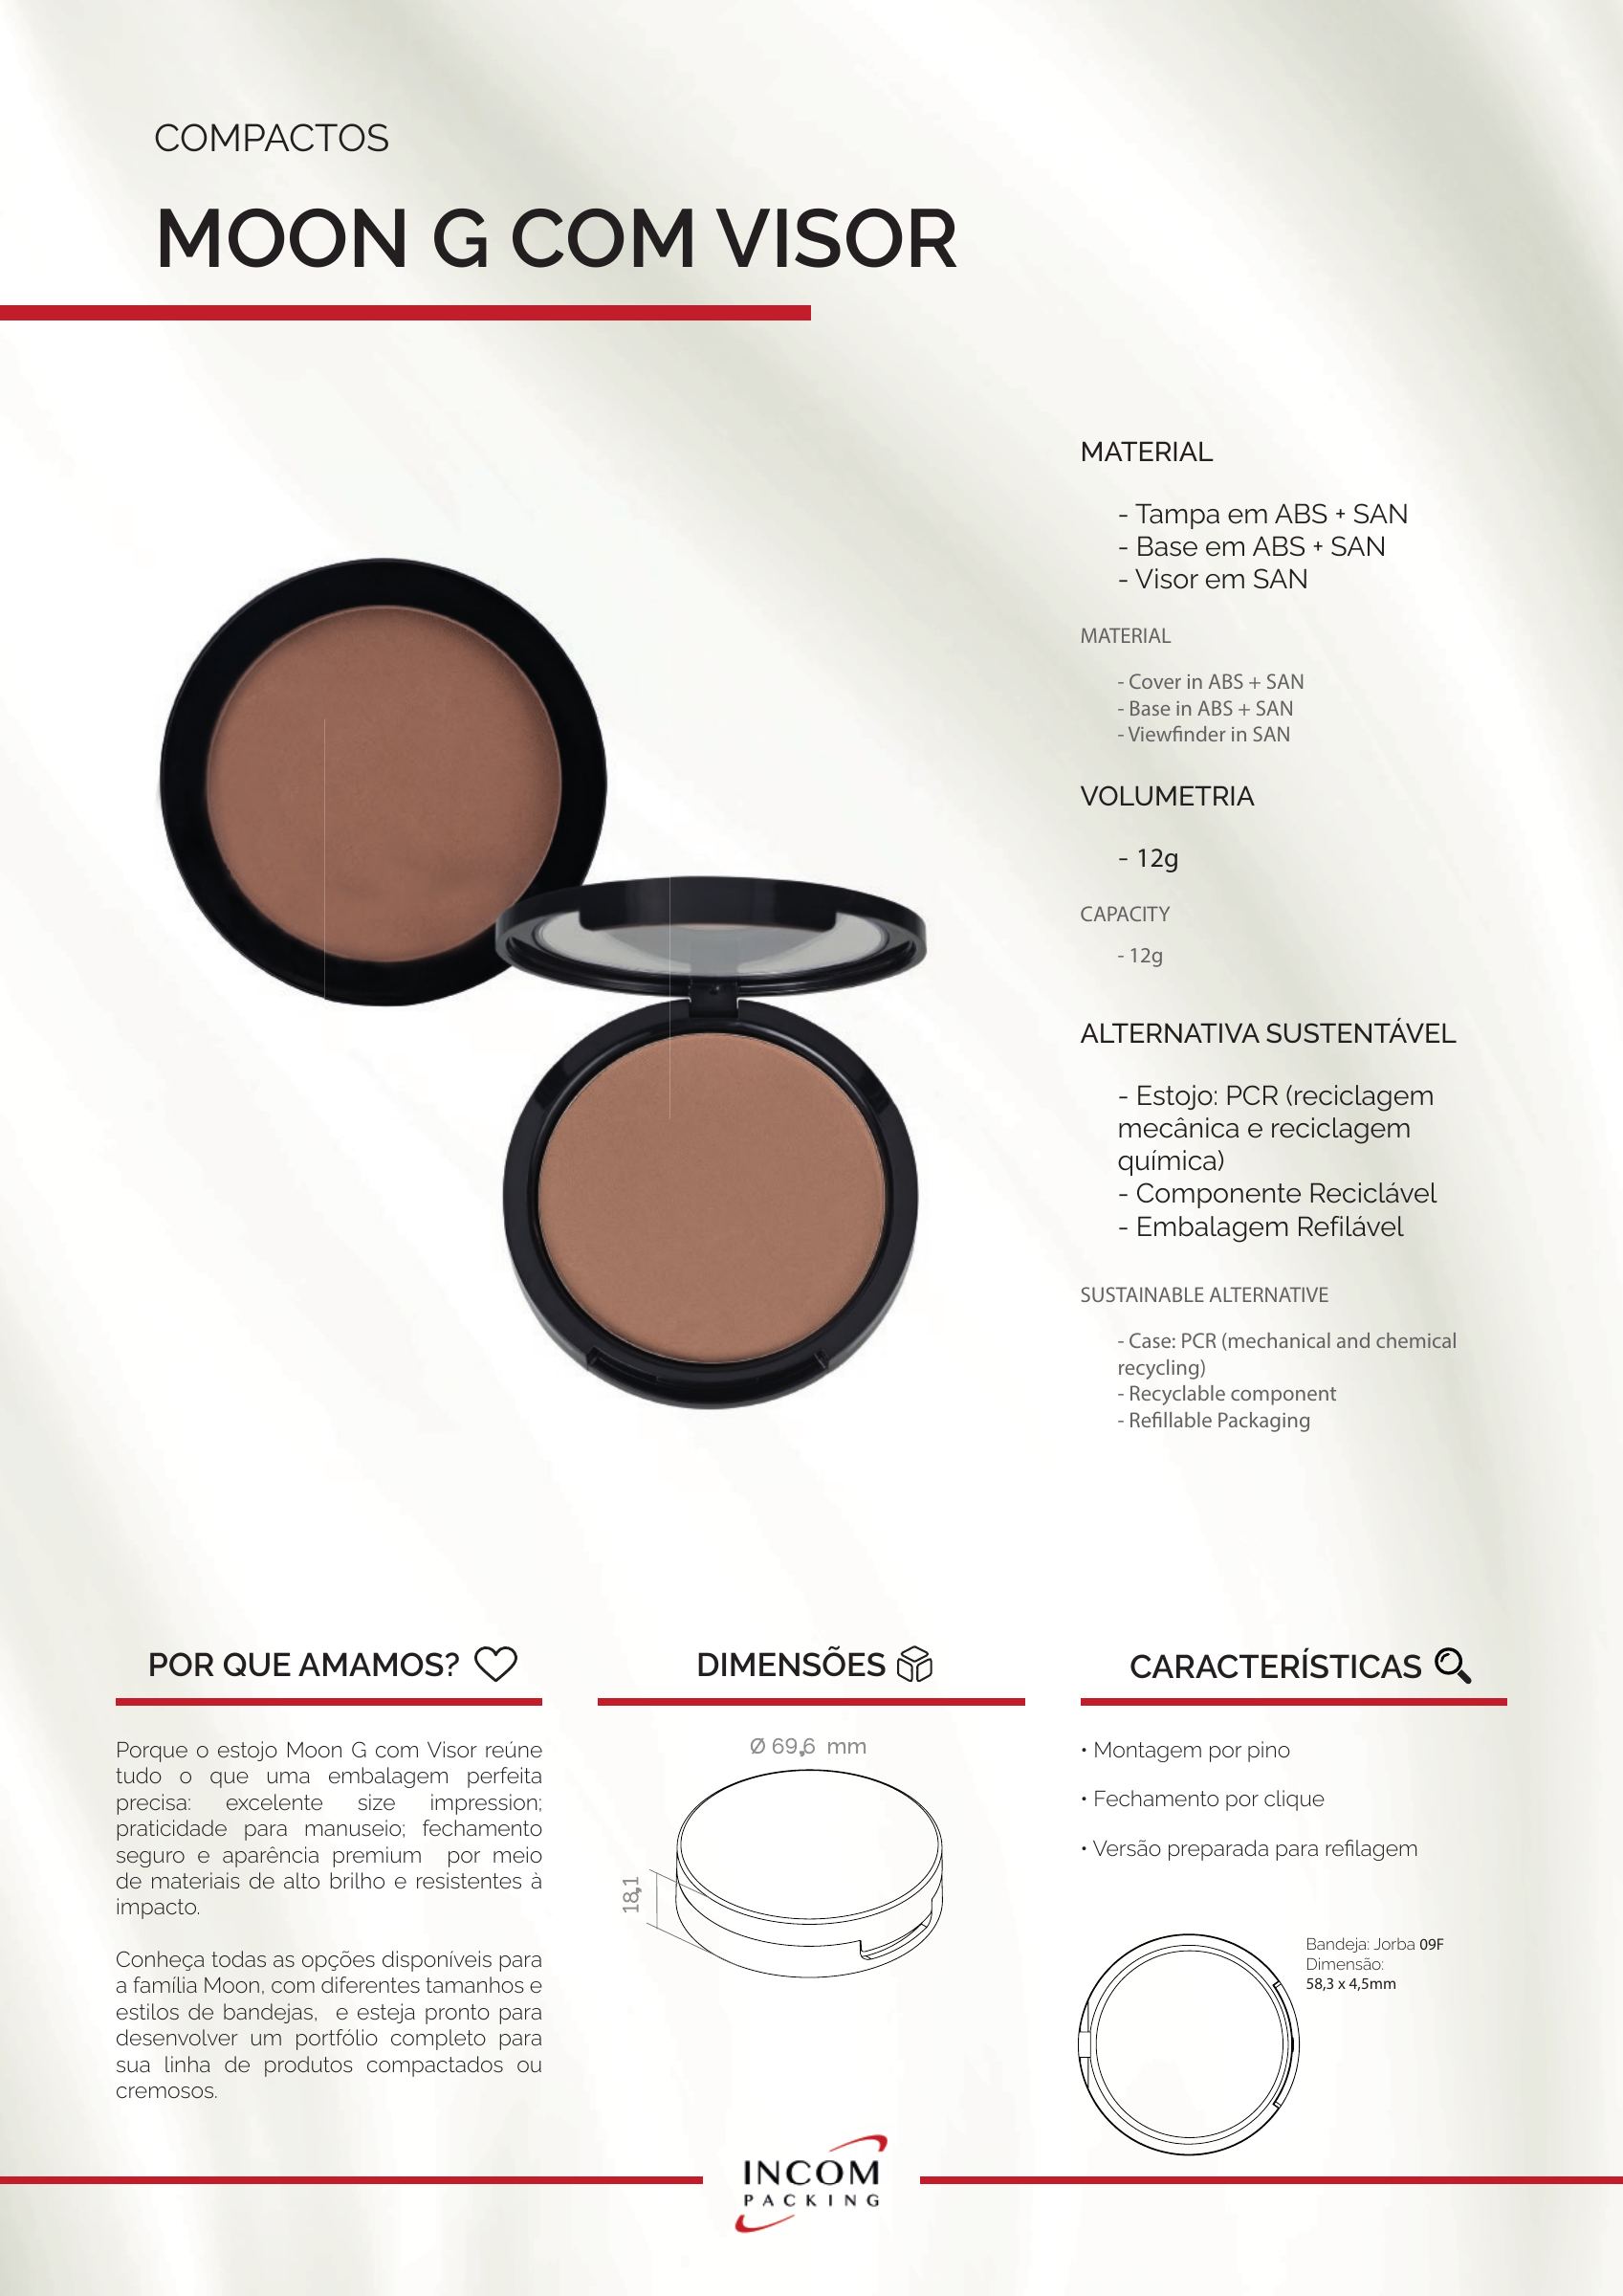 COMPACTOS
MOON G COM VISOR
MATERIAL
- Tampa em ABS + SAN
- Base em ABS + SAN
- Visor em SAN
MATERIAL
- Cover in ABS + SAN
- Base in ABS + SAN
- Viewfinder in SAN
VOLUMETRIA
- 12g
CAPACITY
- 12g
ALTERNATIVA SUSTENTÁVEL
- Estojo: PCR (reciclagem
mecânica e reciclagem
química)
- Componente Reciclável
- Embalagem Refilável
SUSTAINABLE ALTERNATIVE
- Case: PCR (mechanical and chemical
recycling)
- Recyclable component
- Refillable Packaging
POR QUE AMAMOS?
Porque o estojo Moon G com Visor reúne
tudo o que uma embalagem perfeita
precisa: excelente size impression;
praticidade para manuseio; fechamento
seguro e aparência premium por meio
de materiais de alto brilho e resistentes à
impacto.
Conheça todas as opções disponíveis para
a família Moon, com diferentes tamanhos e
estilos de bandejas, e esteja pronto para
desenvolver um portfólio completo para
sua linha de produtos compactados ou
cremosos.
DIMENSÕES
Ø 69,6 mm
18,1
CARACTERÍSTICAS
• Montagem por pino
• Fechamento por clique
• Versão preparada para refilagem
Bandeja: Jorba 09F
Dimensão:
58,3 x 4,5mm
INCOM
PACKING